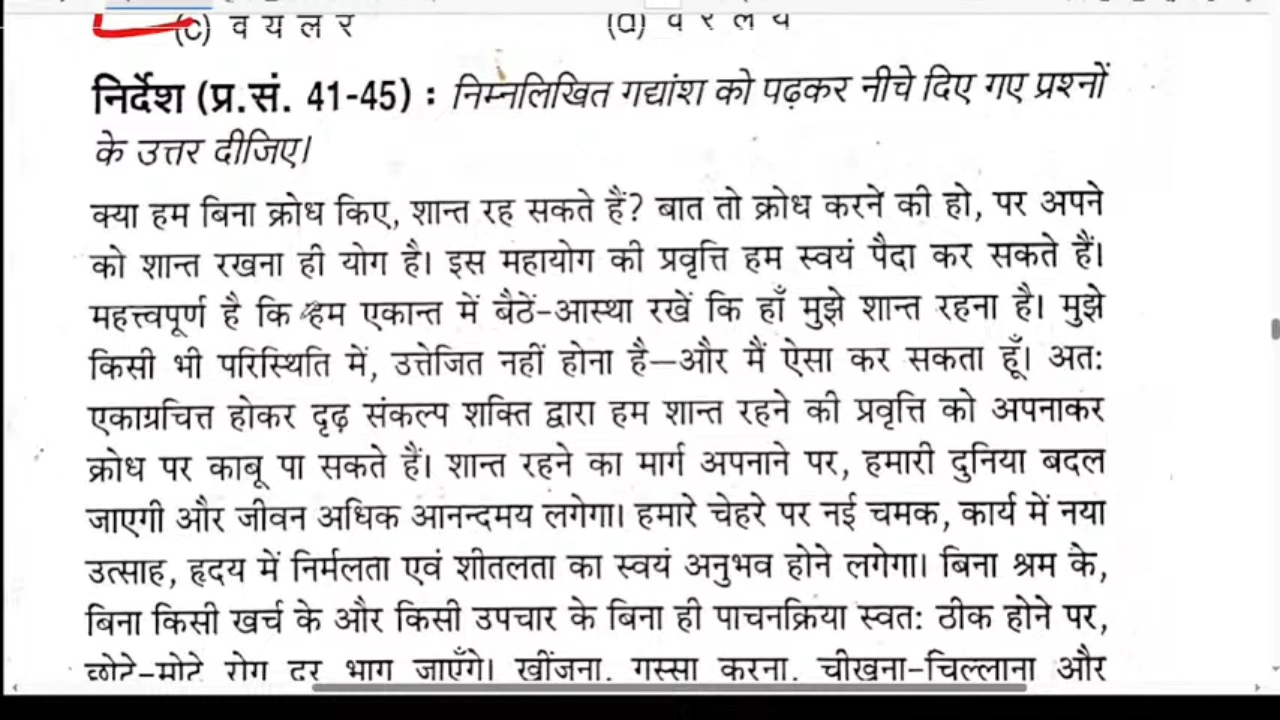 (c) व य ल र (d) व र ल य
निर्देश (प्र.सं. 41-45) : निम्नलिखित गद्यांश को पढ़कर नीचे दिए गए प्रश्नों
के उत्तर दीजिए।
क्या हम बिना क्रोध किए, शान्त रह सकते हैं? बात तो क्रोध करने की हो, पर अपने
को शान्त रखना ही योग है। इस महायोग की प्रवृत्ति हम स्वयं पैदा कर सकते हैं।
महत्त्वपूर्ण है कि हम एकान्त में बैठें-आस्था रखें कि हाँ मुझे शान्त रहना है। मुझे
किसी भी परिस्थिति में, उत्तेजित नहीं होना है—और मैं ऐसा कर सकता हूँ। अत:
एकाग्रचित्त होकर दृढ़ संकल्प शक्ति द्वारा हम शान्त रहने की प्रवृत्ति को अपनाकर
क्रोध पर काबू पा सकते हैं। शान्त रहने का मार्ग अपनाने पर, हमारी दुनिया बदल
जाएगी और जीवन अधिक आनन्दमय लगेगा। हमारे चेहरे पर नई चमक, कार्य में नया
उत्साह, हृदय में निर्मलता एवं शीतलता का स्वयं अनुभव होने लगेगा। बिना श्रम के,
बिना किसी खर्च के और किसी उपचार के बिना ही पाचनक्रिया स्वत: ठीक होने पर,
छोटे-मोटे रोग दूर भाग जाएँगे। खींजना, गुस्सा करना, चीखना-चिल्लाना और